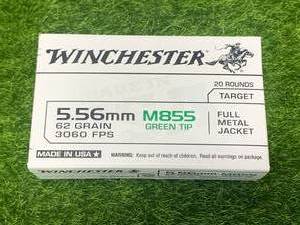 WINCHESTER
20 ROUNDS
TARGET
5.56mm M855
62 GRAIN GREEN TIP
3060 FPS
FULL
METAL
JACKET
MADE IN USA★
WARNING: Keep out of reach of children. Read all warnings on package.